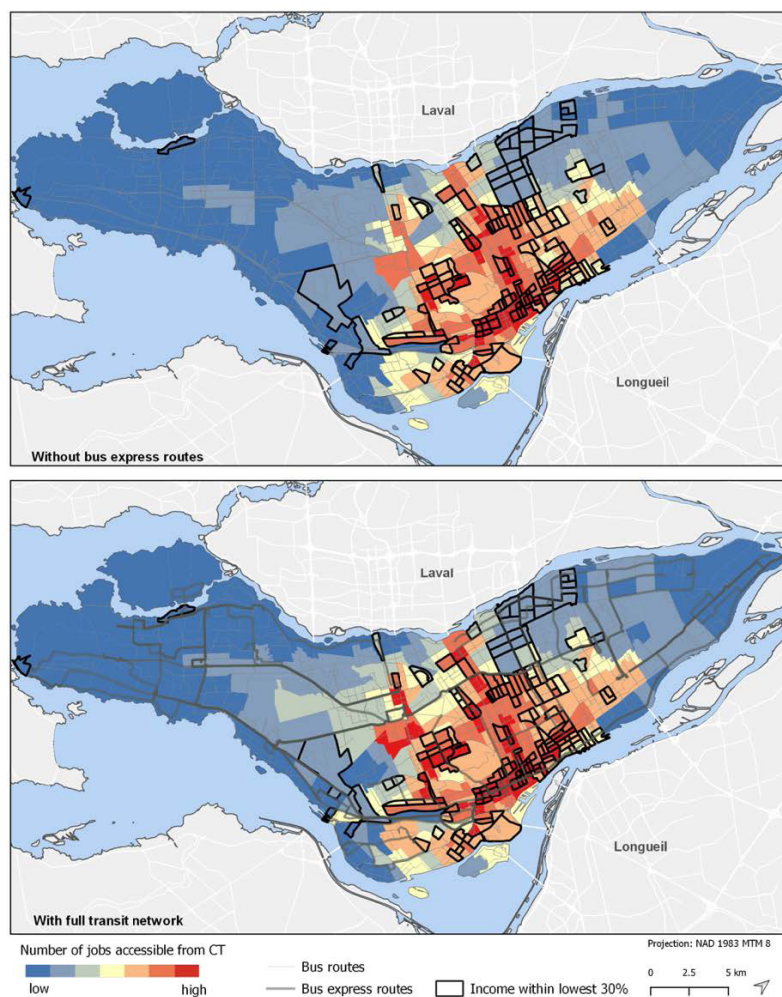 Laval
Longueil
Without bus express routes
Laval
Longueuil
With full transit network
Projection: NAD 1983 MTM 8
Number of jobs accessible from CT
low
high
Bus routes
Bus express routes
Income within lowest 30%
0
2.5
5 km